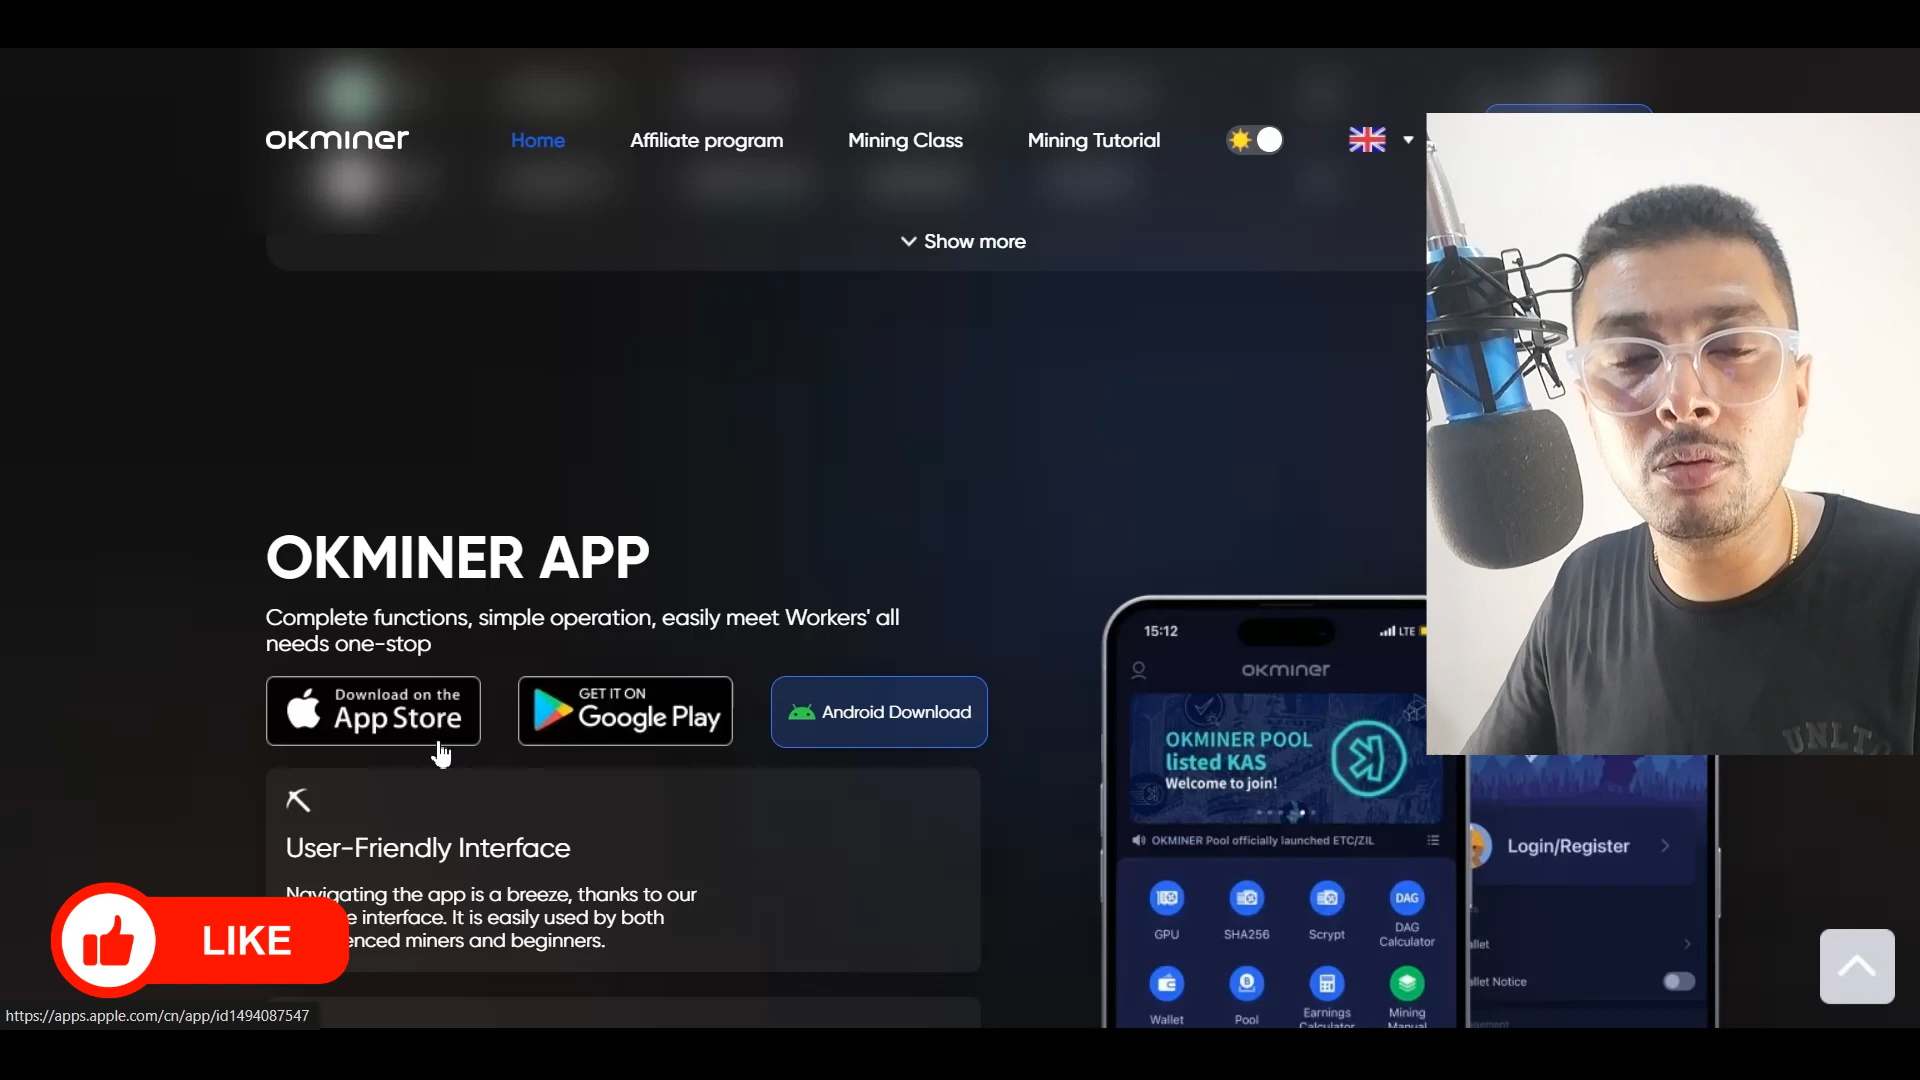 okminer
Home
Affiliate program
Mining Class
Mining Tutorial
Show more
OKMINER APP
Complete functions, simple operation, easily meet Workers' all
needs one-stop
Download on the
App Store
GET IT ON
Google Play
Android Download
User-Friendly Interface
Navigating the app is a breeze, thanks to our
e interface. It is easily used by both
enced miners and beginners.
LIKE
https://apps.apple.com/cn/app/id1494087547
15:12
LTE
okminer
OKMINER POOL
listed KAS
Welcome to join!
OKMINER Pool officially launched ETC/ZIL
GPU
SHA256
Scrypt
DAG
DAG
Calculator
Wallet
Pool
Earnings
Calculator
Mining
Manual
Login/Register
allet
allet Notice
UNLTD